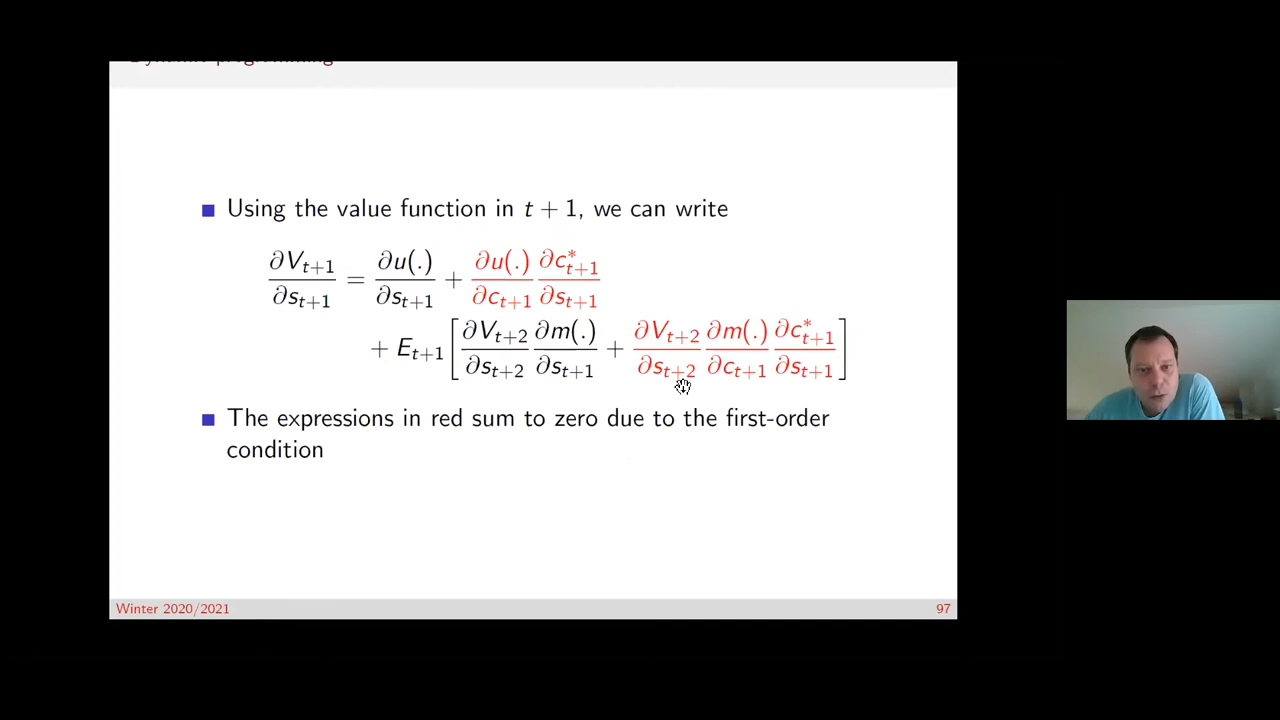 Dynamic programming
Using the value function in t + 1, we can write
∂V_{t+1}/∂s_{t+1} = ∂u(.)/∂s_{t+1} + ∂u(.)/∂c_{t+1} ∂c*_{t+1}/∂s_{t+1}
+ E_{t+1} [ ∂V_{t+2}/∂s_{t+2} ∂m(.)/∂s_{t+1} + ∂V_{t+2}/∂s_{t+2} ∂m(.)/∂c_{t+1} ∂c*_{t+1}/∂s_{t+1} ]
The expressions in red sum to zero due to the first-order
condition
Winter 2020/2021
97